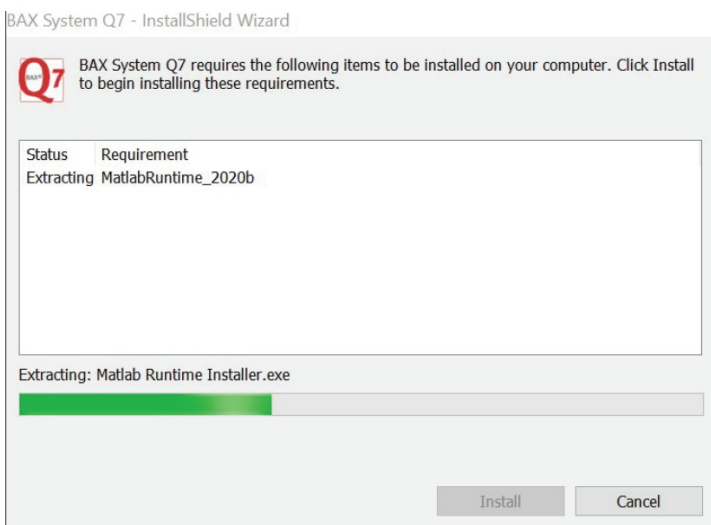 BAX System Q7 - InstallShield Wizard
BAX® Q7
BAX System Q7 requires the following items to be installed on your computer. Click Install
to begin installing these requirements.
Status Requirement
Extracting MatlabRuntime_2020b
Extracting: Matlab Runtime Installer.exe
Install Cancel